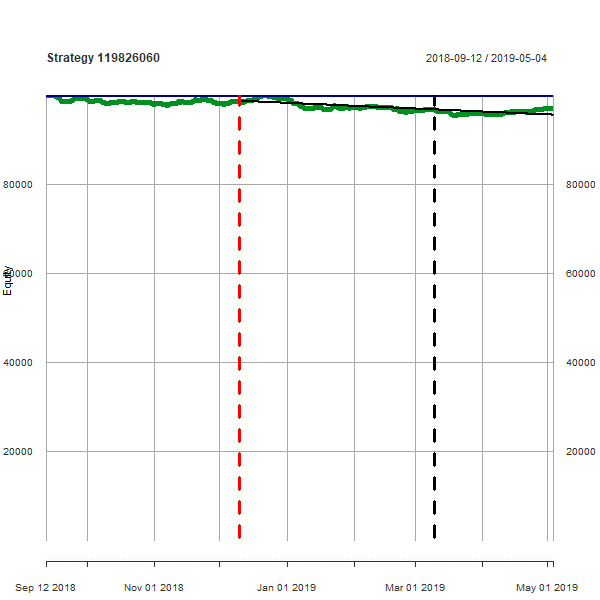 Strategy 119826060
2018-09-12 / 2019-05-04
80000 80000
60000 60000
Equity
40000 40000
20000 20000
Sep 12 2018 Nov 01 2018 Jan 01 2019 Mar 01 2019 May 01 2019